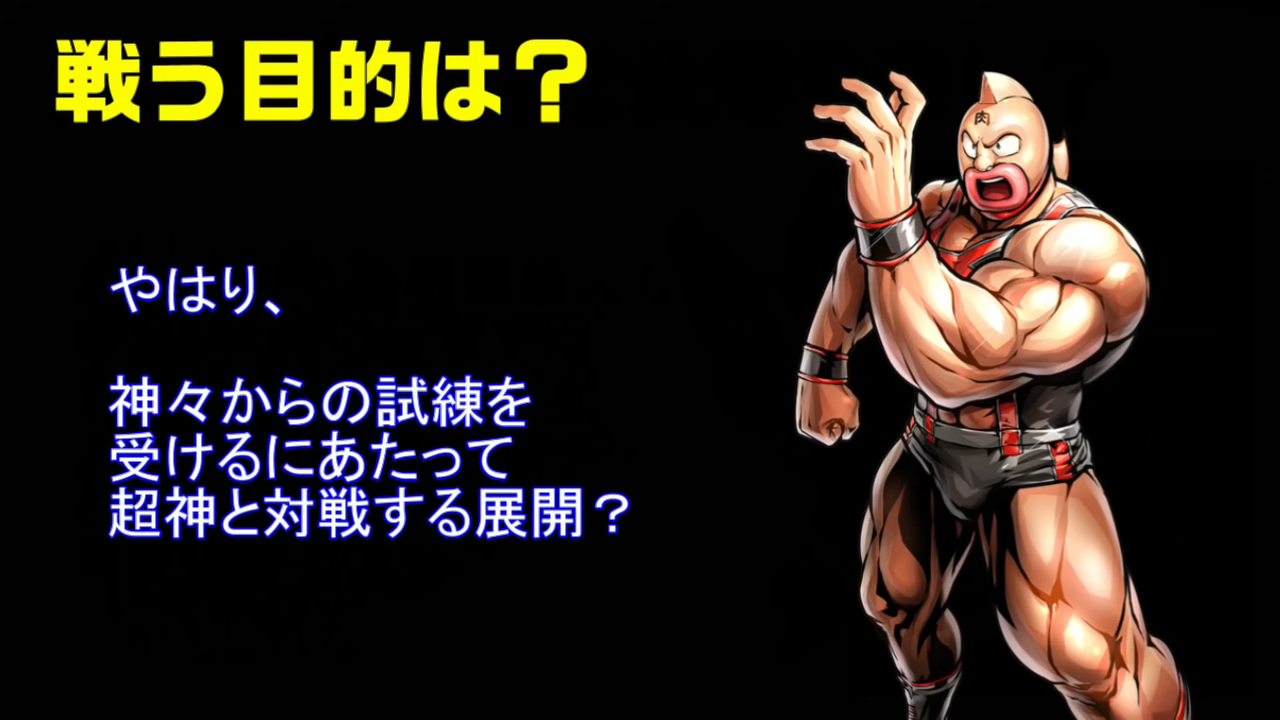 戦う目的は？
やはり、
神々からの試練を
受けるにあたって
超神と対戦する展開？
肉